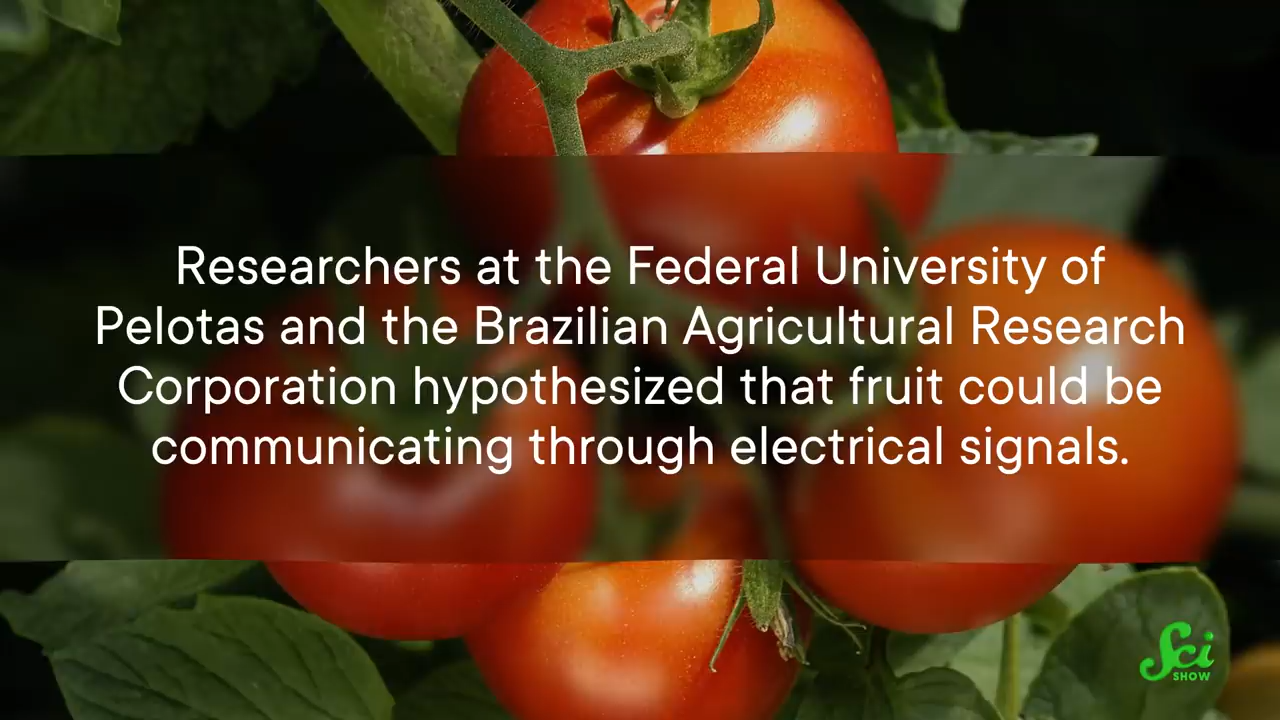 Researchers at the Federal University of
Pelotas and the Brazilian Agricultural Research
Corporation hypothesized that fruit could be
communicating through electrical signals.
Sci
SHOW